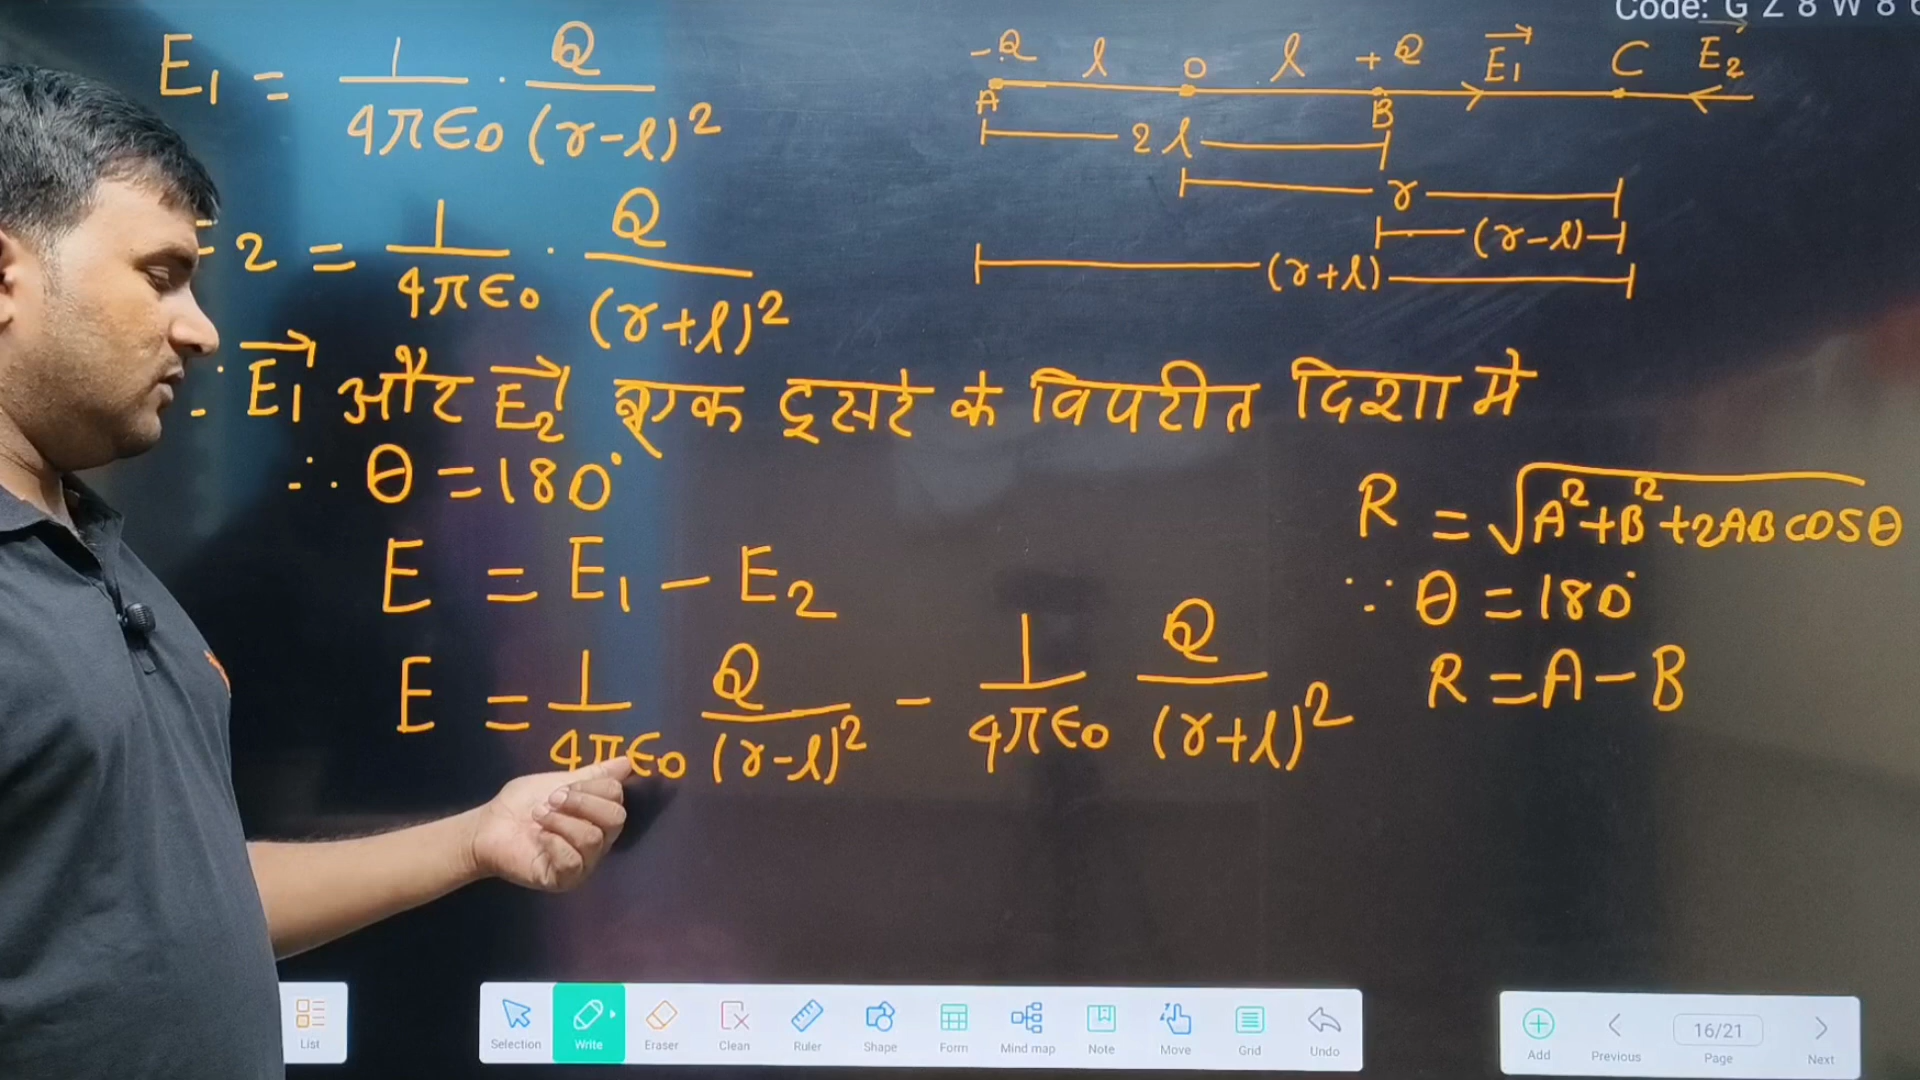 Code: G Z 8 W 8
E₁ = 1/4πε₀ · Q/(r-l)²
-Q l O l +Q E₁⃗ C E₂⃗
A B
2l
r
(r-l)
(r+l)
E₂ = 1/4πε₀ · Q/(r+l)²
∵ E₁⃗ और E₂⃗ एक दूसरे के विपरीत दिशा मे
∴ θ = 180°
R = √A²+B²+2ABcosθ
E = E₁ - E₂
∵ θ = 180°
E = 1/4πε₀ Q/(r-l)² - 1/4πε₀ Q/(r+l)²
R = A - B
List
Selection Write Eraser Clean Ruler Shape Form Mind map Note Move Grid Undo
Add Previous 16/21 Page Next